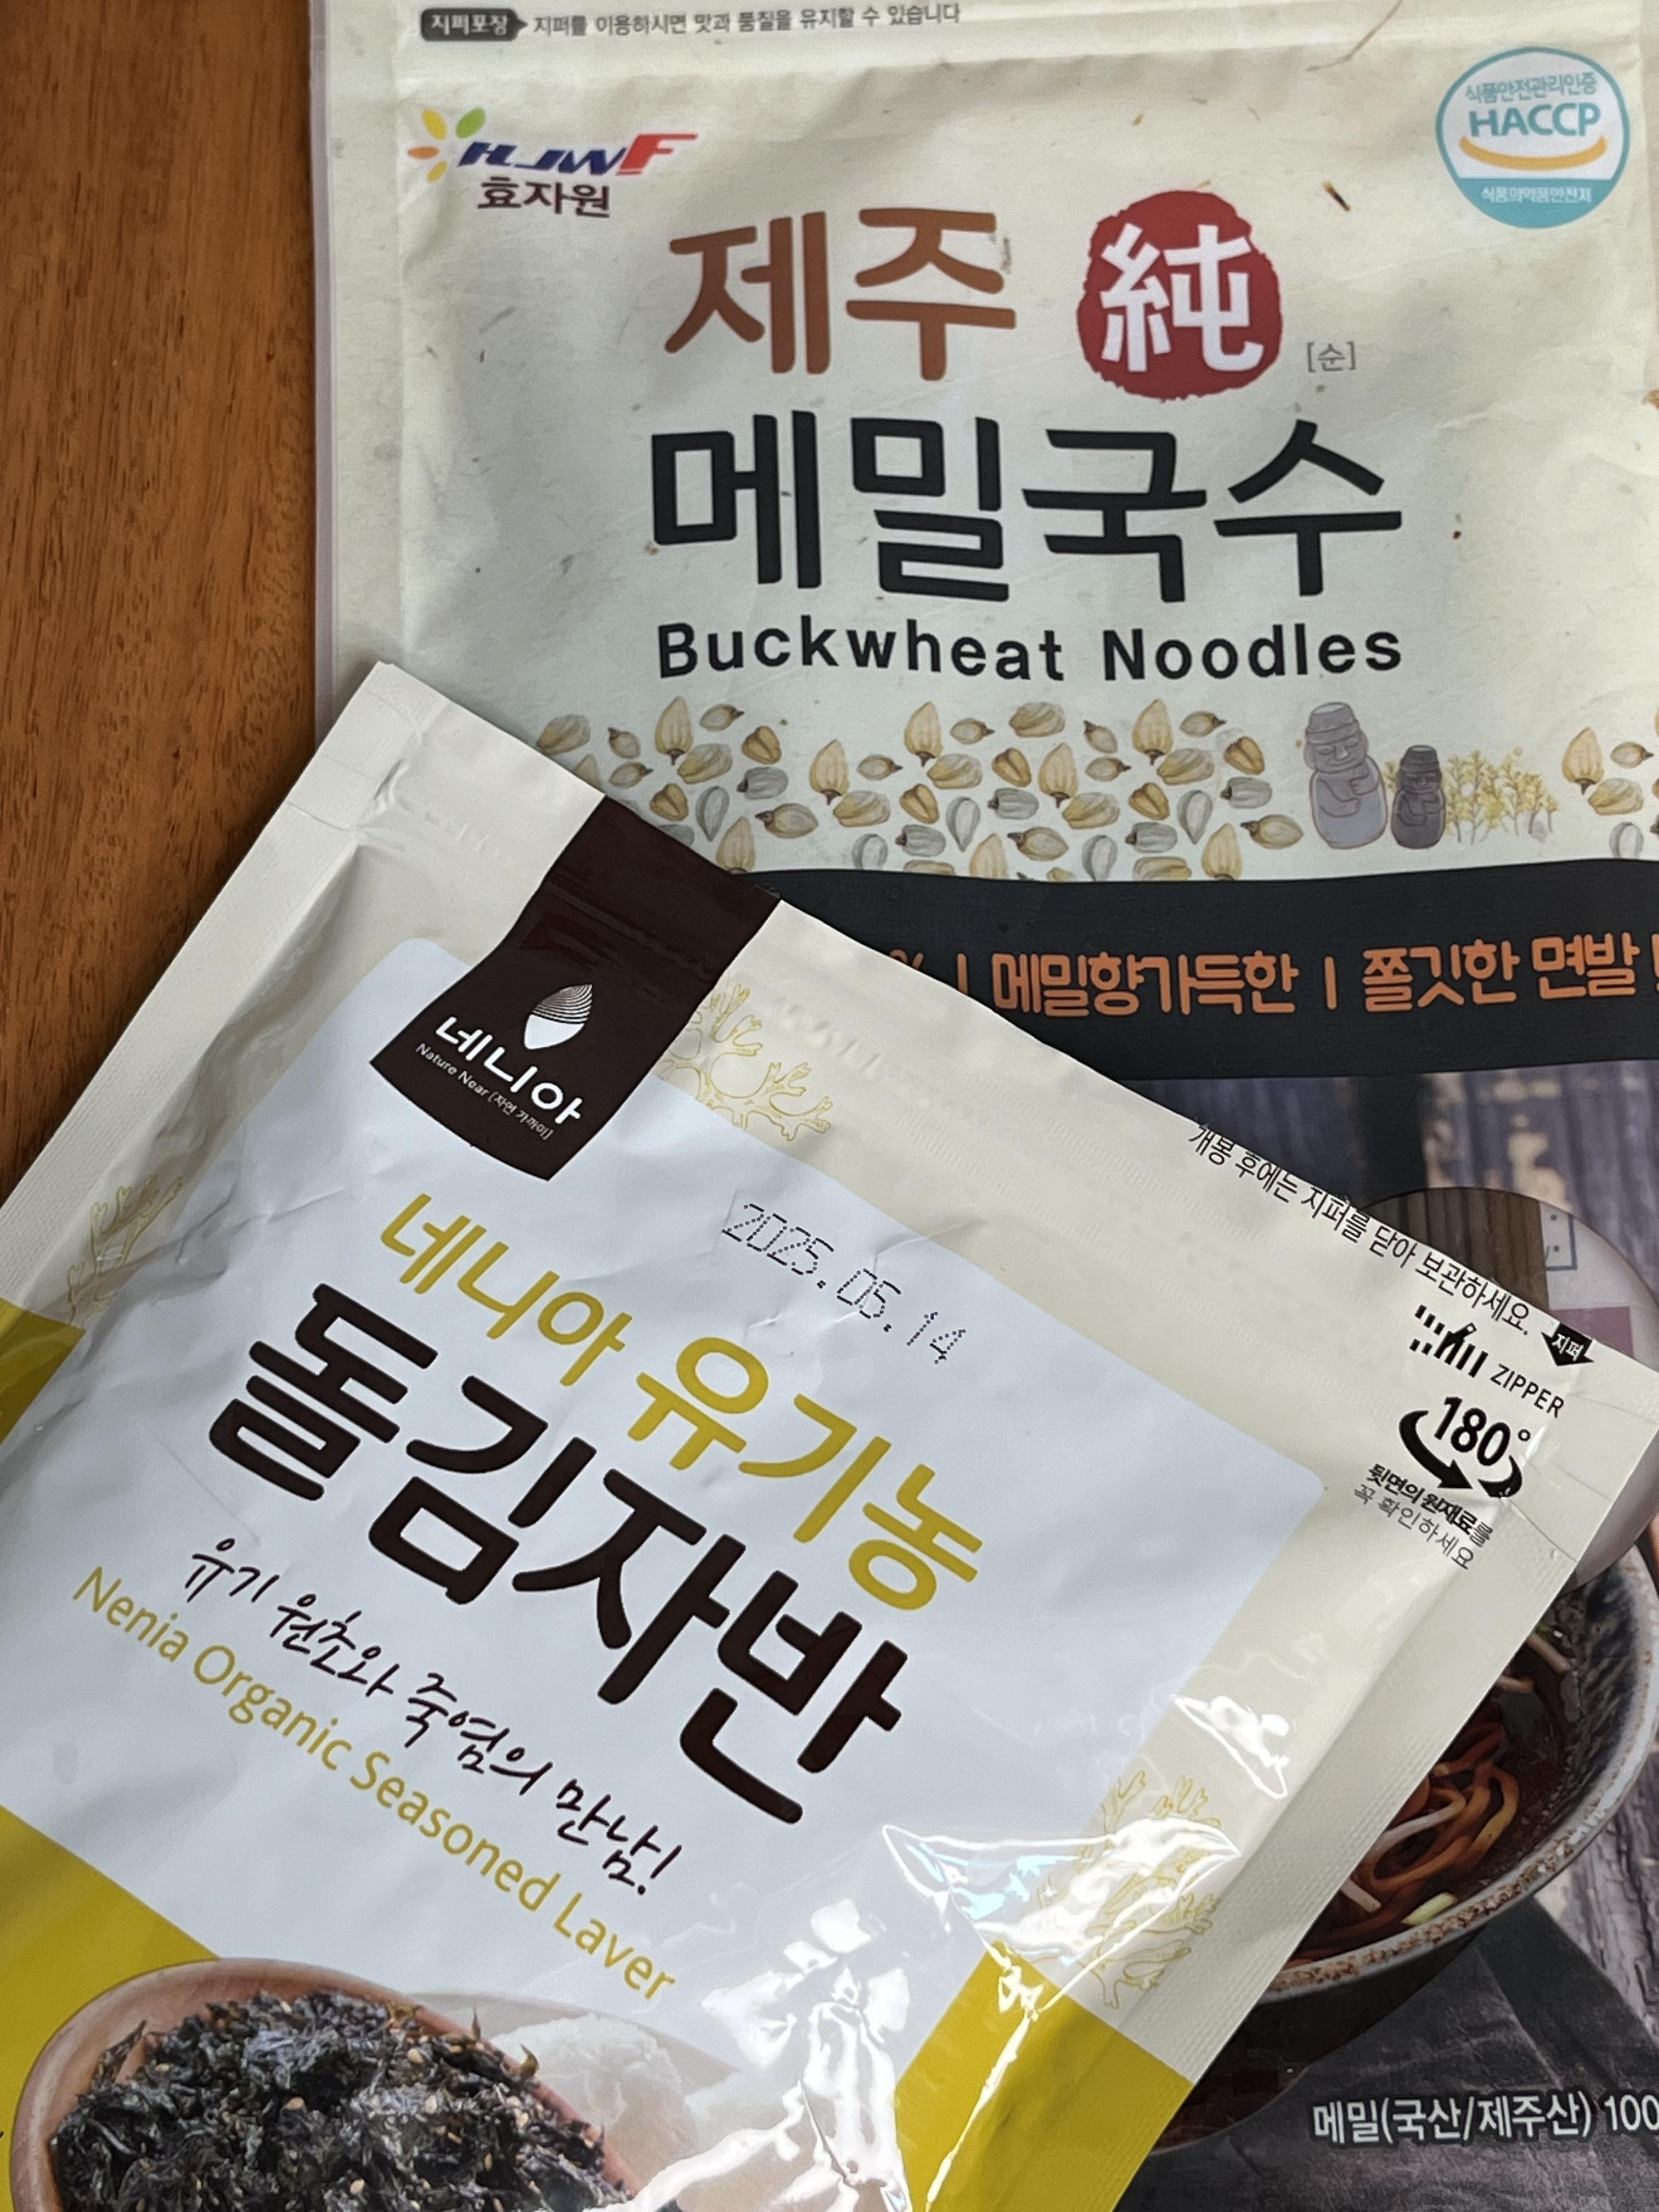 지퍼포장 지퍼를 이용하시면 맛과 품질을 유지할 수 있습니다
HJWF
효자원
식품안전관리인증
HACCP
식품의약품안전처
제주 純 [순]
메밀국수
Buckwheat Noodles
% | 메밀향가득한 | 쫄깃한 면발
메밀(국산/제주산) 100
네니아
Nature Near [자연 가까이]
개봉 후에는 지퍼를 닫아 보관하세요.
지퍼
ZIPPER
180°
뒷면의 원재료를
꼭 확인하세요
2025.05.14
네니아 유기농
돌김자반
유기 원초와 죽염의 만남!
Nenia Organic Seasoned Laver